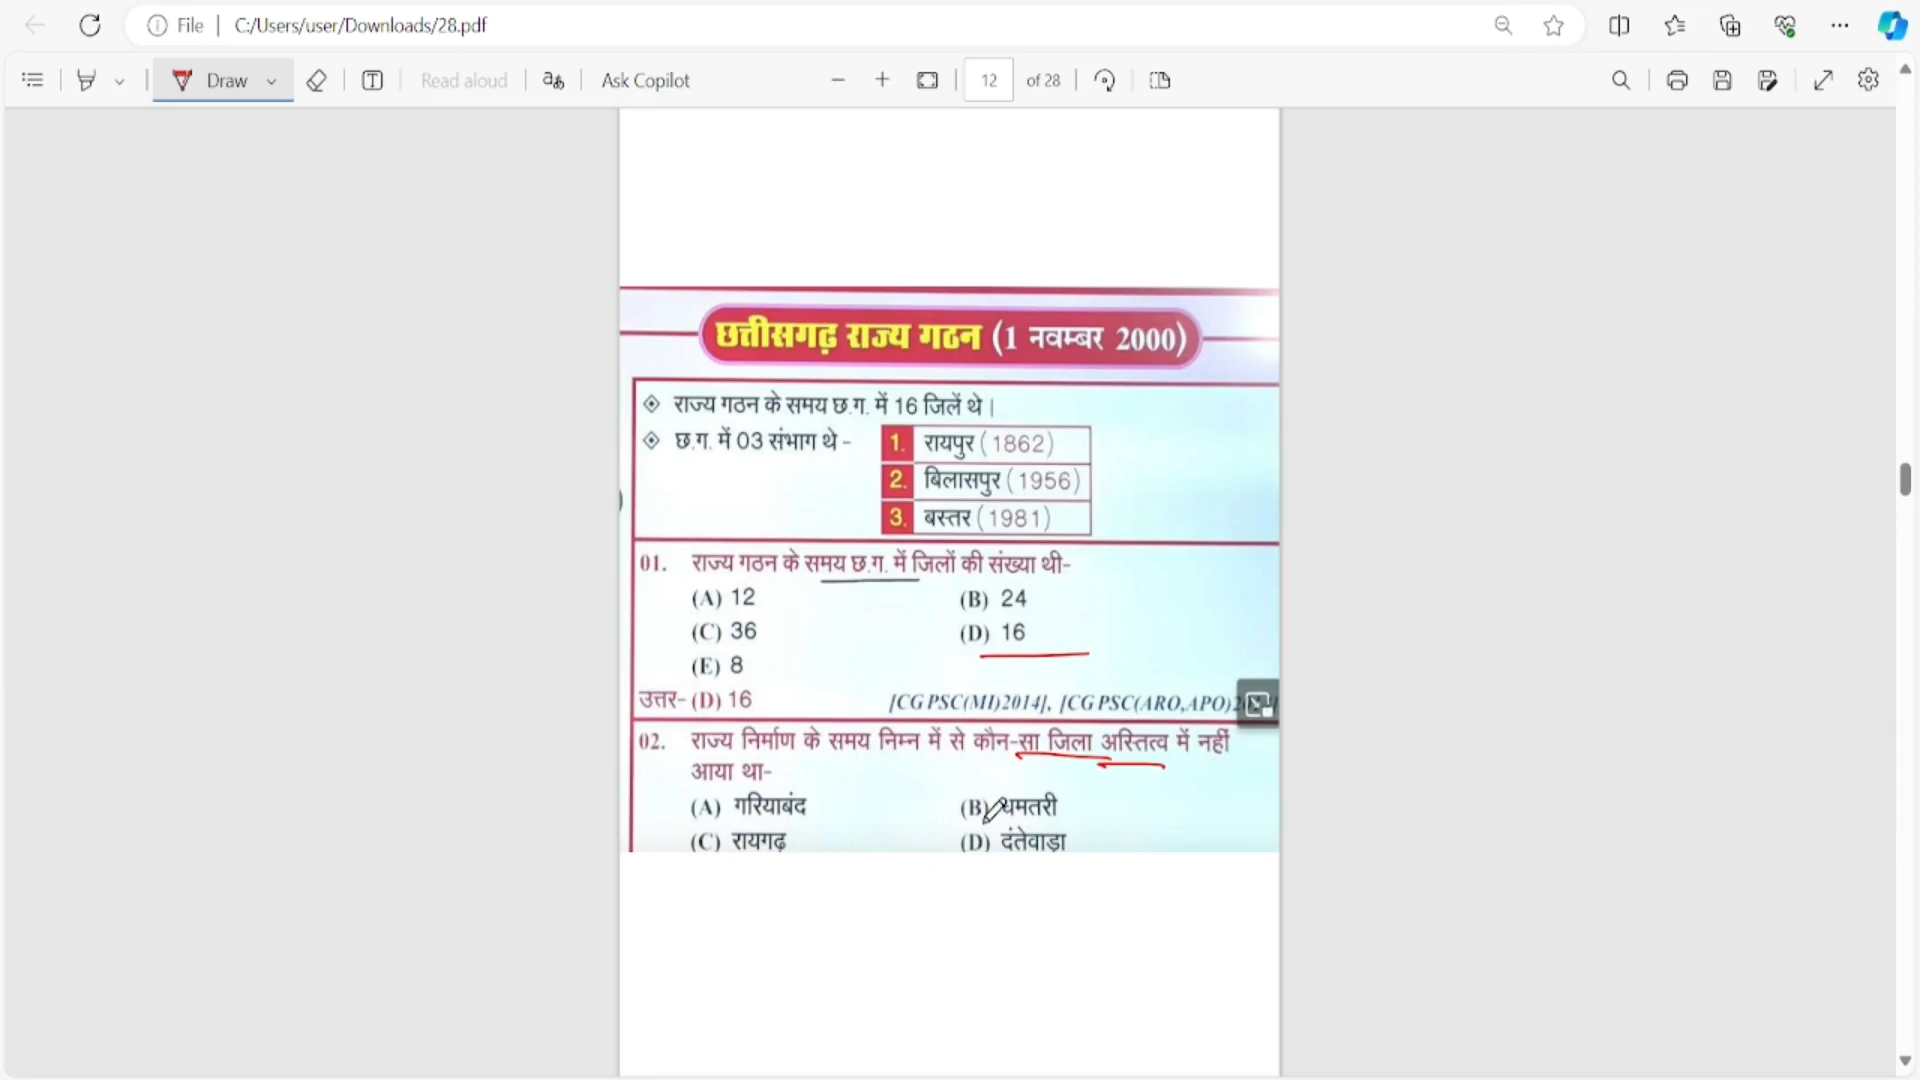 File C:/Users/user/Downloads/28.pdf
Draw Read aloud Ask Copilot 12 of 28
छत्तीसगढ़ राज्य गठन (1 नवम्बर 2000)
राज्य गठन के समय छ.ग. में 16 जिलें थे |
छ.ग. में 03 संभाग थे -
1. रायपुर (1862)
2. बिलासपुर (1956)
3. बस्तर (1981)
01. राज्य गठन के समय छ.ग. में जिलों की संख्या थी-
(A) 12 (B) 24
(C) 36 (D) 16
(E) 8
उत्तर- (D) 16 [CG PSC(MI)2014], [CG PSC(ARO,APO)
02. राज्य निर्माण के समय निम्न में से कौन-सा जिला अस्तित्व में नहीं
आया था-
(A) गरियाबंद (B) धमतरी
(C) रायगढ़ (D) दंतेवाड़ा